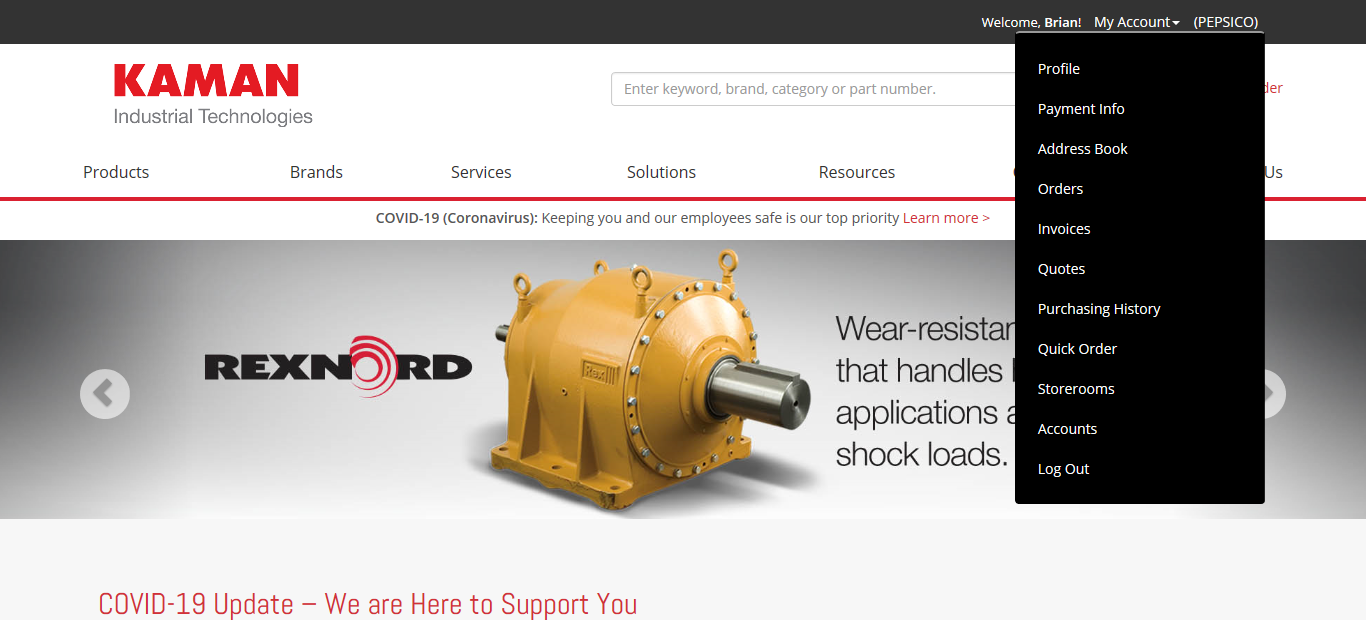 Welcome, Brian! My Account (PEPSICO)
KAMAN
Industrial Technologies
Enter keyword, brand, category or part number.
der
Products Brands Services Solutions Resources Us
COVID-19 (Coronavirus): Keeping you and our employees safe is our top priority Learn more >
Profile
Payment Info
Address Book
Orders
Invoices
Quotes
Purchasing History
Quick Order
Storerooms
Accounts
Log Out
REXNORD
Rex
Wear-resistan
that handles
applications a
shock loads.
COVID-19 Update – We are Here to Support You